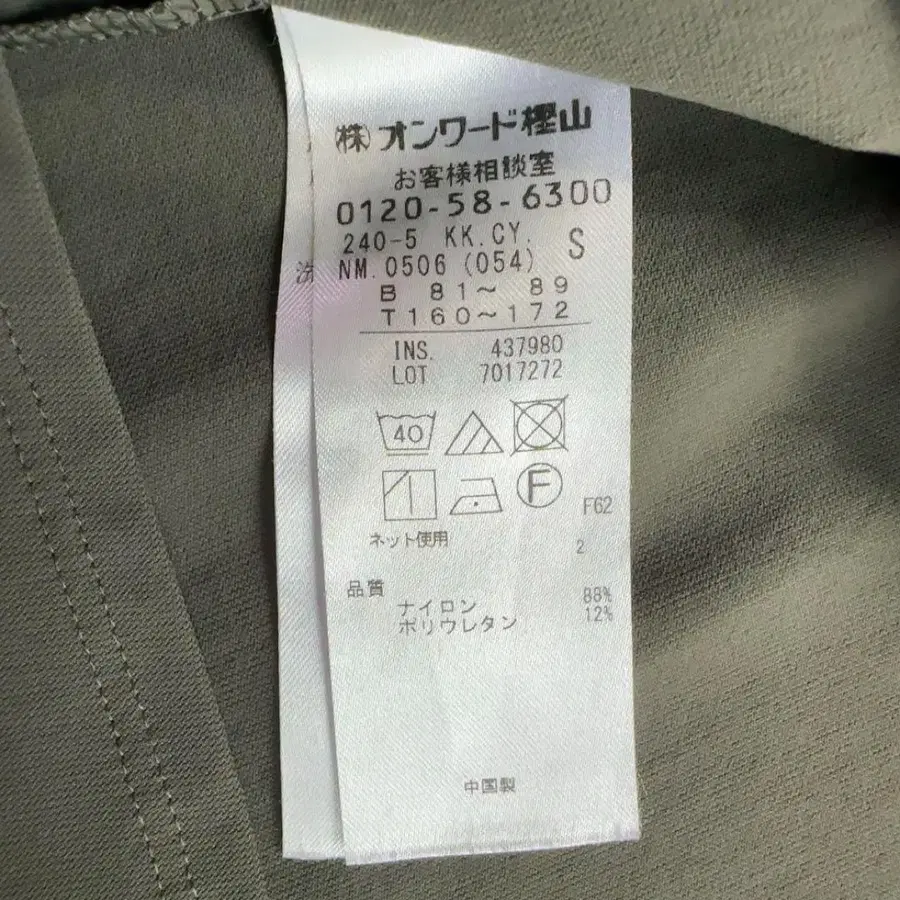 (株)オンワード樫山
お客様相談室
0120-58-6300
240-5 KK.CY. S
洗 NM.0506 (054)
B 81〜 89
T160〜172
INS. 437980
LOT 7017272
40
F
F62
ネット使用
2
品質
ナイロン 88%
ポリウレタン 12%
中国製